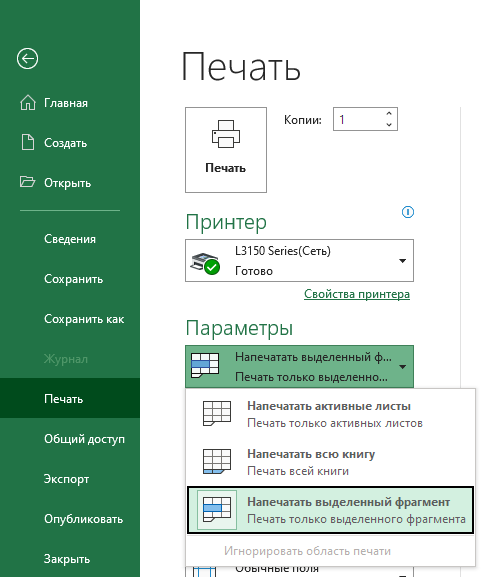 Главная
Создать
Открыть
Сведения
Сохранить
Сохранить как
Журнал
Печать
Общий доступ
Экспорт
Опубликовать
Закрыть
Печать
Копии: 1
Печать
Принтер
L3150 Series(Сеть)
Готово
Свойства принтера
Параметры
Напечатать выделенный ф...
Печать только выделенно...
Напечатать активные листы
Печать только активных листов
Напечатать всю книгу
Печать всей книги
Напечатать выделенный фрагмент
Печать только выделенного фрагмента
Игнорировать область печати
Обычные поля